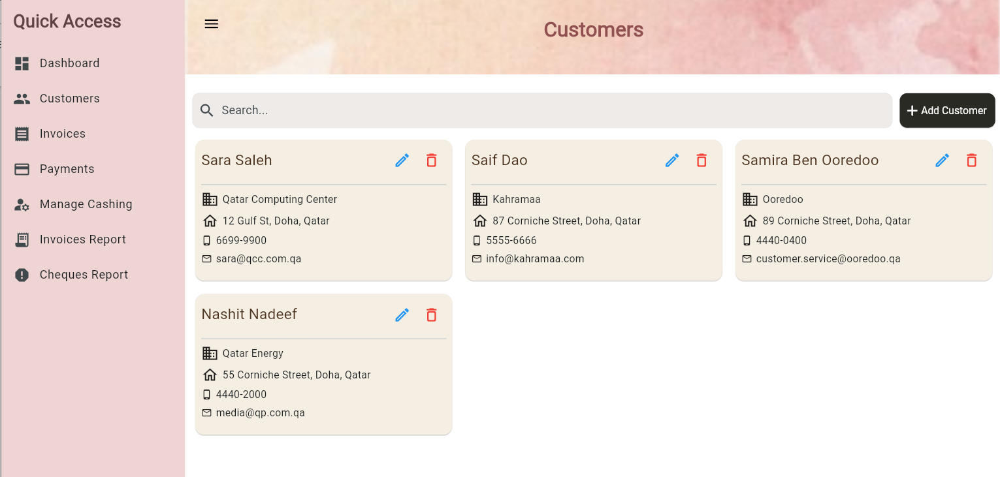 Quick Access
Dashboard
Customers
Invoices
Payments
Manage Cashing
Invoices Report
Cheques Report
Customers
Search...
Add Customer
Sara Saleh
Qatar Computing Center
12 Gulf St, Doha, Qatar
6699-9900
sara@qcc.com.qa
Saif Dao
Kahramaa
87 Corniche Street, Doha, Qatar
5555-6666
info@kahramaa.com
Samira Ben Ooredoo
Ooredoo
89 Corniche Street, Doha, Qatar
4440-0400
customer.service@ooredoo.qa
Nashit Nadeef
Qatar Energy
55 Corniche Street, Doha, Qatar
4440-2000
media@qp.com.qa